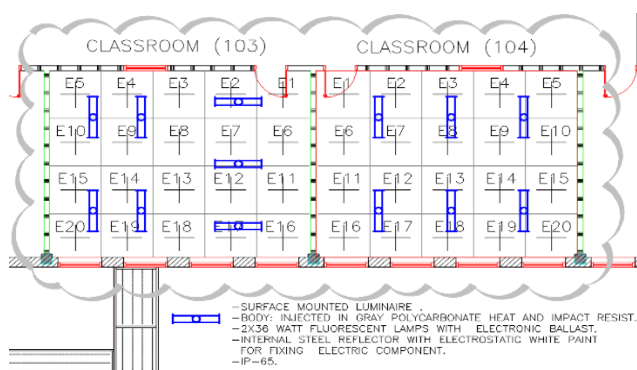 CLASSROOM (103) CLASSROOM (104)
E5 E4 E3 E2 E1 E1 E2 E3 E4 E5
E10 E9 E8 E7 E6 E6 E7 E8 E9 E10
E15 E14 E13 E12 E11 E11 E12 E13 E14 E15
E20 E19 E18 E16 E16 E17 E18 E19 E20
-SURFACE MOUNTED LUMINAIRE .
-BODY: INJECTED IN GRAY POLYCARBONATE HEAT AND IMPACT RESIST.
-2X36 WATT FLUORESCENT LAMPS WITH ELECTRONIC BALLAST.
-INTERNAL STEEL REFLECTOR WITH ELECTROSTATIC WHITE PAINT
FOR FIXING ELECTRIC COMPONENT.
-IP-65.